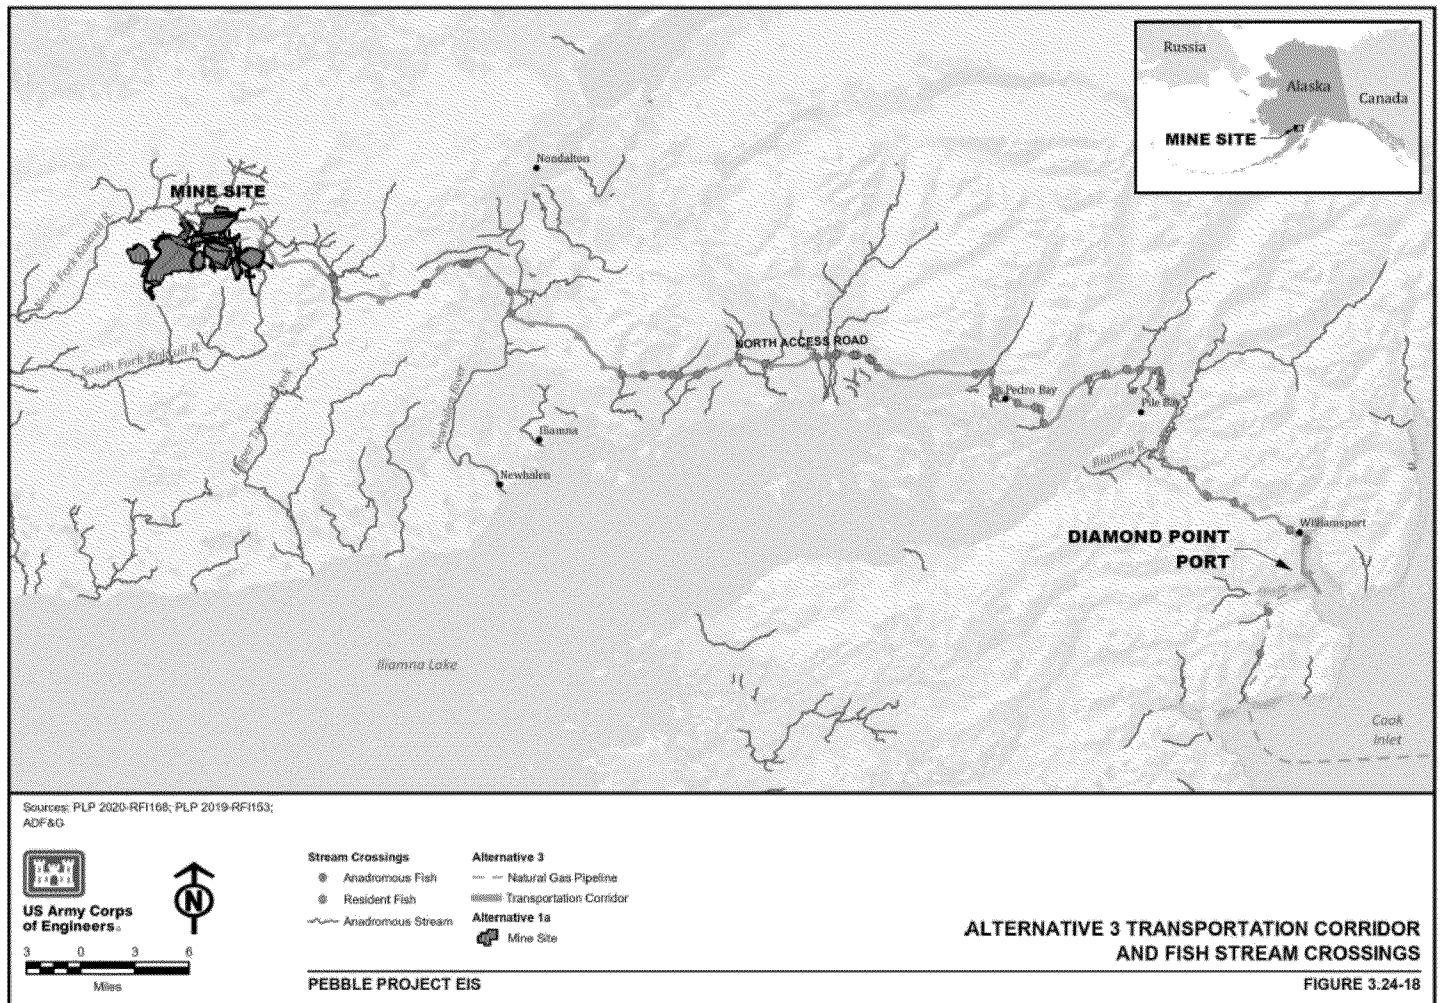 Russia
Alaska
Canada
MINE SITE
Nondalton
MINE SITE
North Fork Koktuli R.
South Fork Koktuli R.
NORTH ACCESS ROAD
Newhalen River
Pedro Bay
Pile Bay
Iliamna
Iliamna R.
Newhalen
Williamsport
DIAMOND POINT
PORT
Iliamna Lake
Cook
Inlet
Sources: PLP 2020-RFI168; PLP 2019-RFI153;
ADF&G
US Army Corps
of Engineers®
N
3 0 3 6
Miles
Stream Crossings
Anadromous Fish
Resident Fish
Anadromous Stream
Alternative 3
Natural Gas Pipeline
Transportation Corridor
Alternative 1a
Mine Site
ALTERNATIVE 3 TRANSPORTATION CORRIDOR
AND FISH STREAM CROSSINGS
PEBBLE PROJECT EIS
FIGURE 3.24-18